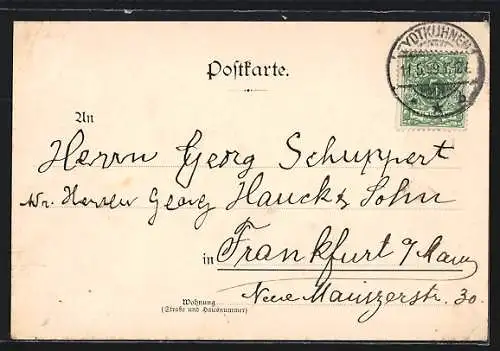 EYDTKUHNEN
Postkarte.
An
Herrn Georg Schuppert
Herren Georg Hauck & Sohn
in Frankfurt a/Main
Neue Mainzerstr. 30.
Wohnung
(Straße und Hausnummer)